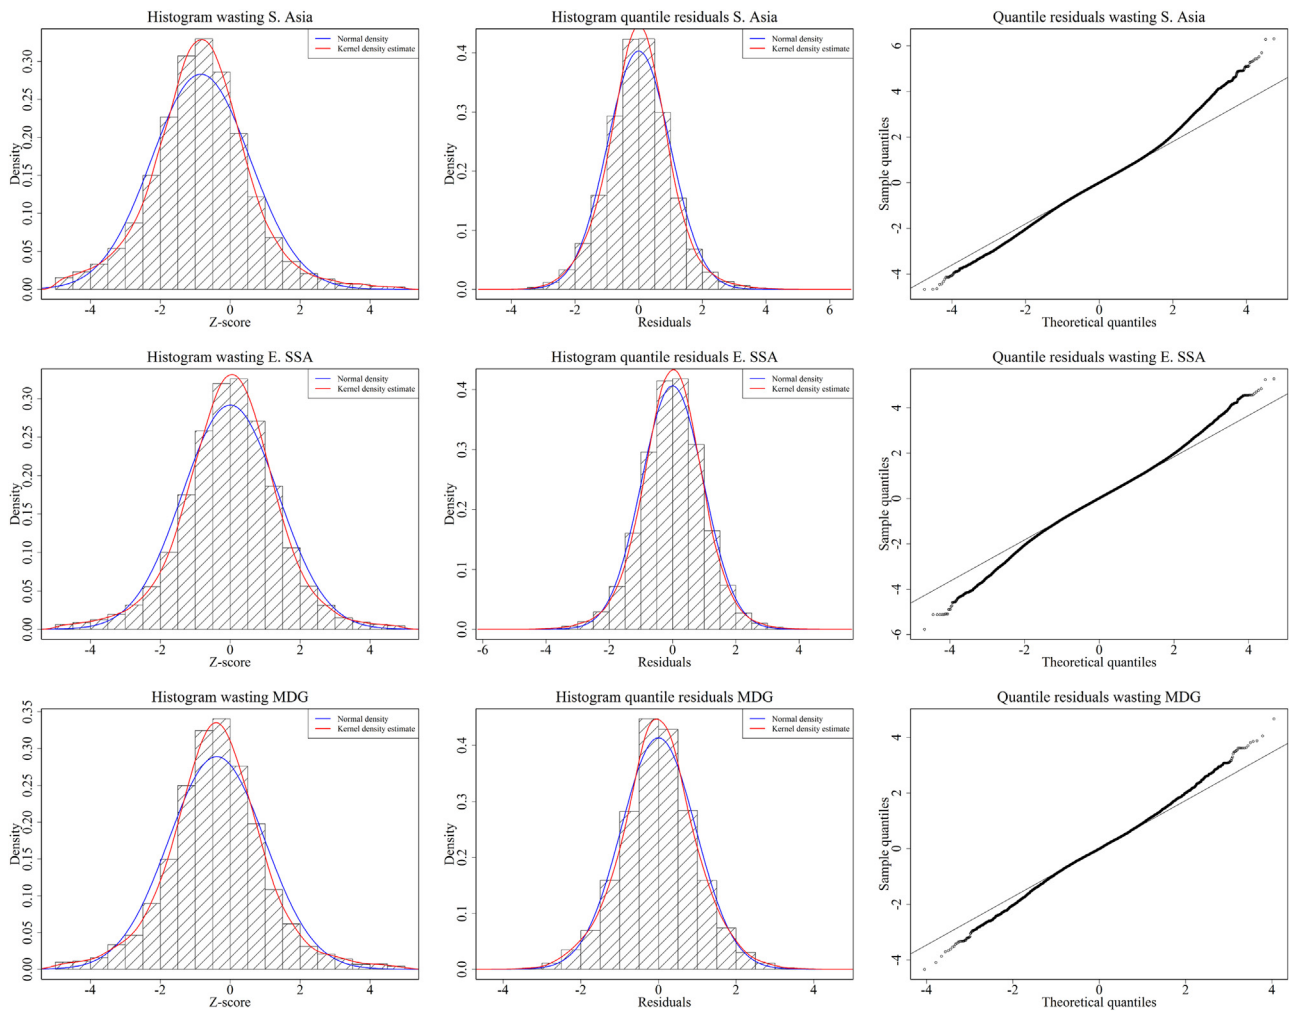 Histogram wasting S. Asia
Normal density
Kernel density estimate
Density
0.00 0.05 0.10 0.15 0.20 0.25 0.30
-4 -2 0 2 4
Z-score
Histogram quantile residuals S. Asia
Normal density
Kernel density estimate
Density
0.0 0.1 0.2 0.3 0.4
-4 -2 0 2 4 6
Residuals
Quantile residuals wasting S. Asia
Sample quantiles
-4 -2 0 2 4 6
-4 -2 0 2 4
Theoretical quantiles
Histogram wasting E. SSA
Normal density
Kernel density estimate
Density
0.00 0.05 0.10 0.15 0.20 0.25 0.30
-4 -2 0 2 4
Z-score
Histogram quantile residuals E. SSA
Normal density
Kernel density estimate
Density
0.0 0.1 0.2 0.3 0.4
-6 -4 -2 0 2 4
Residuals
Quantile residuals wasting E. SSA
Sample quantiles
-6 -4 -2 0 2 4
-4 -2 0 2 4
Theoretical quantiles
Histogram wasting MDG
Normal density
Kernel density estimate
Density
0.00 0.05 0.10 0.15 0.20 0.25 0.30 0.35
-4 -2 0 2 4
Z-score
Histogram quantile residuals MDG
Normal density
Kernel density estimate
Density
0.0 0.1 0.2 0.3 0.4
-4 -2 0 2 4
Residuals
Quantile residuals wasting MDG
Sample quantiles
-4 -2 0 2 4
-4 -2 0 2 4
Theoretical quantiles